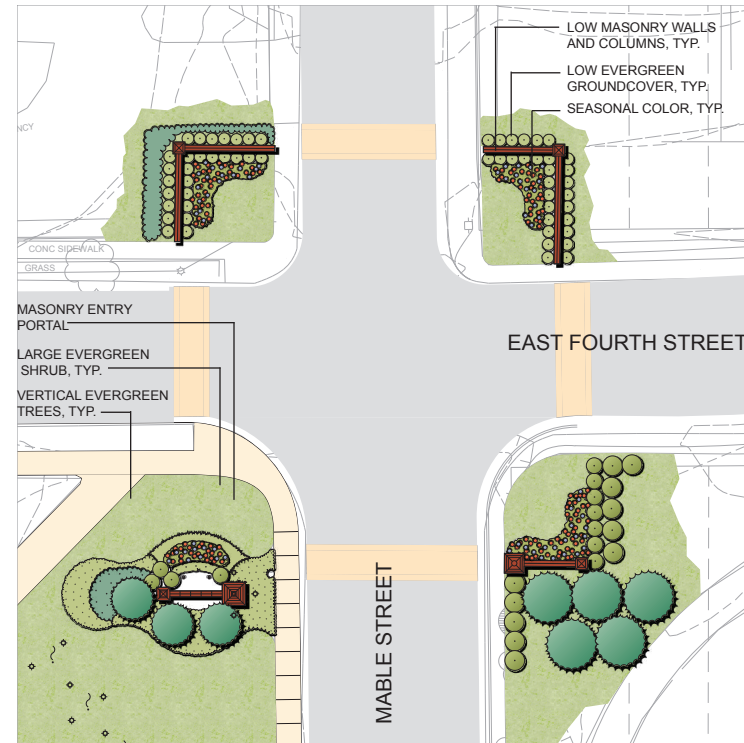 LOW MASONRY WALLS
AND COLUMNS, TYP.
LOW EVERGREEN
GROUNDCOVER, TYP.
SEASONAL COLOR, TYP.
NCY
CONC SIDEWALK
GRASS
MASONRY ENTRY
PORTAL
LARGE EVERGREEN
SHRUB, TYP.
VERTICAL EVERGREEN
TREES, TYP.
EAST FOURTH STREET
MABLE STREET